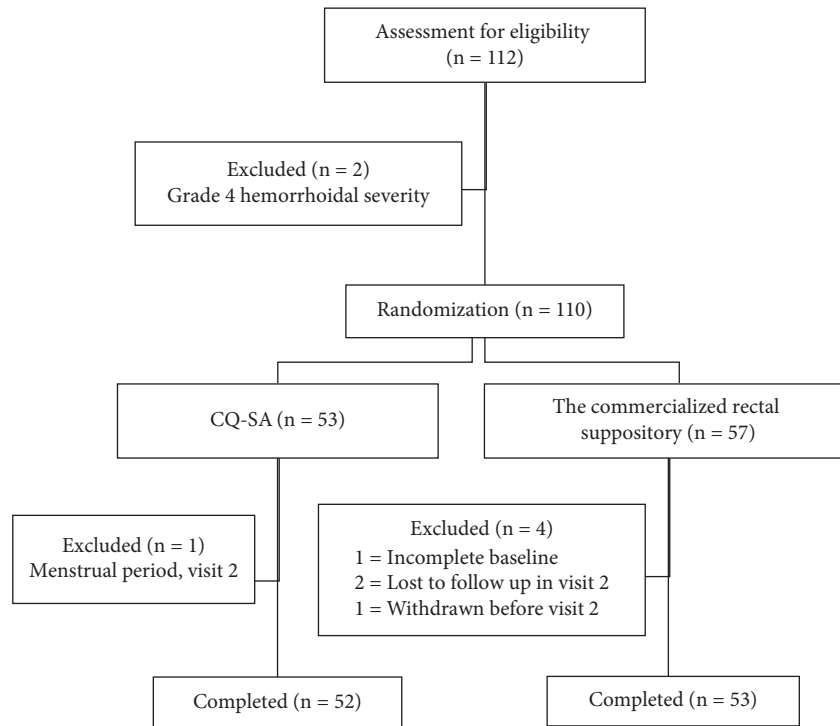 Assessment for eligibility
(n = 112)
Excluded (n = 2)
Grade 4 hemorrhoidal severity
Randomization (n = 110)
CQ-SA (n = 53)
The commercialized rectal
suppository (n = 57)
Excluded (n = 1)
Menstrual period, visit 2
Excluded (n = 4)
1 = Incomplete baseline
2 = Lost to follow up in visit 2
1 = Withdrawn before visit 2
Completed (n = 52)
Completed (n = 53)